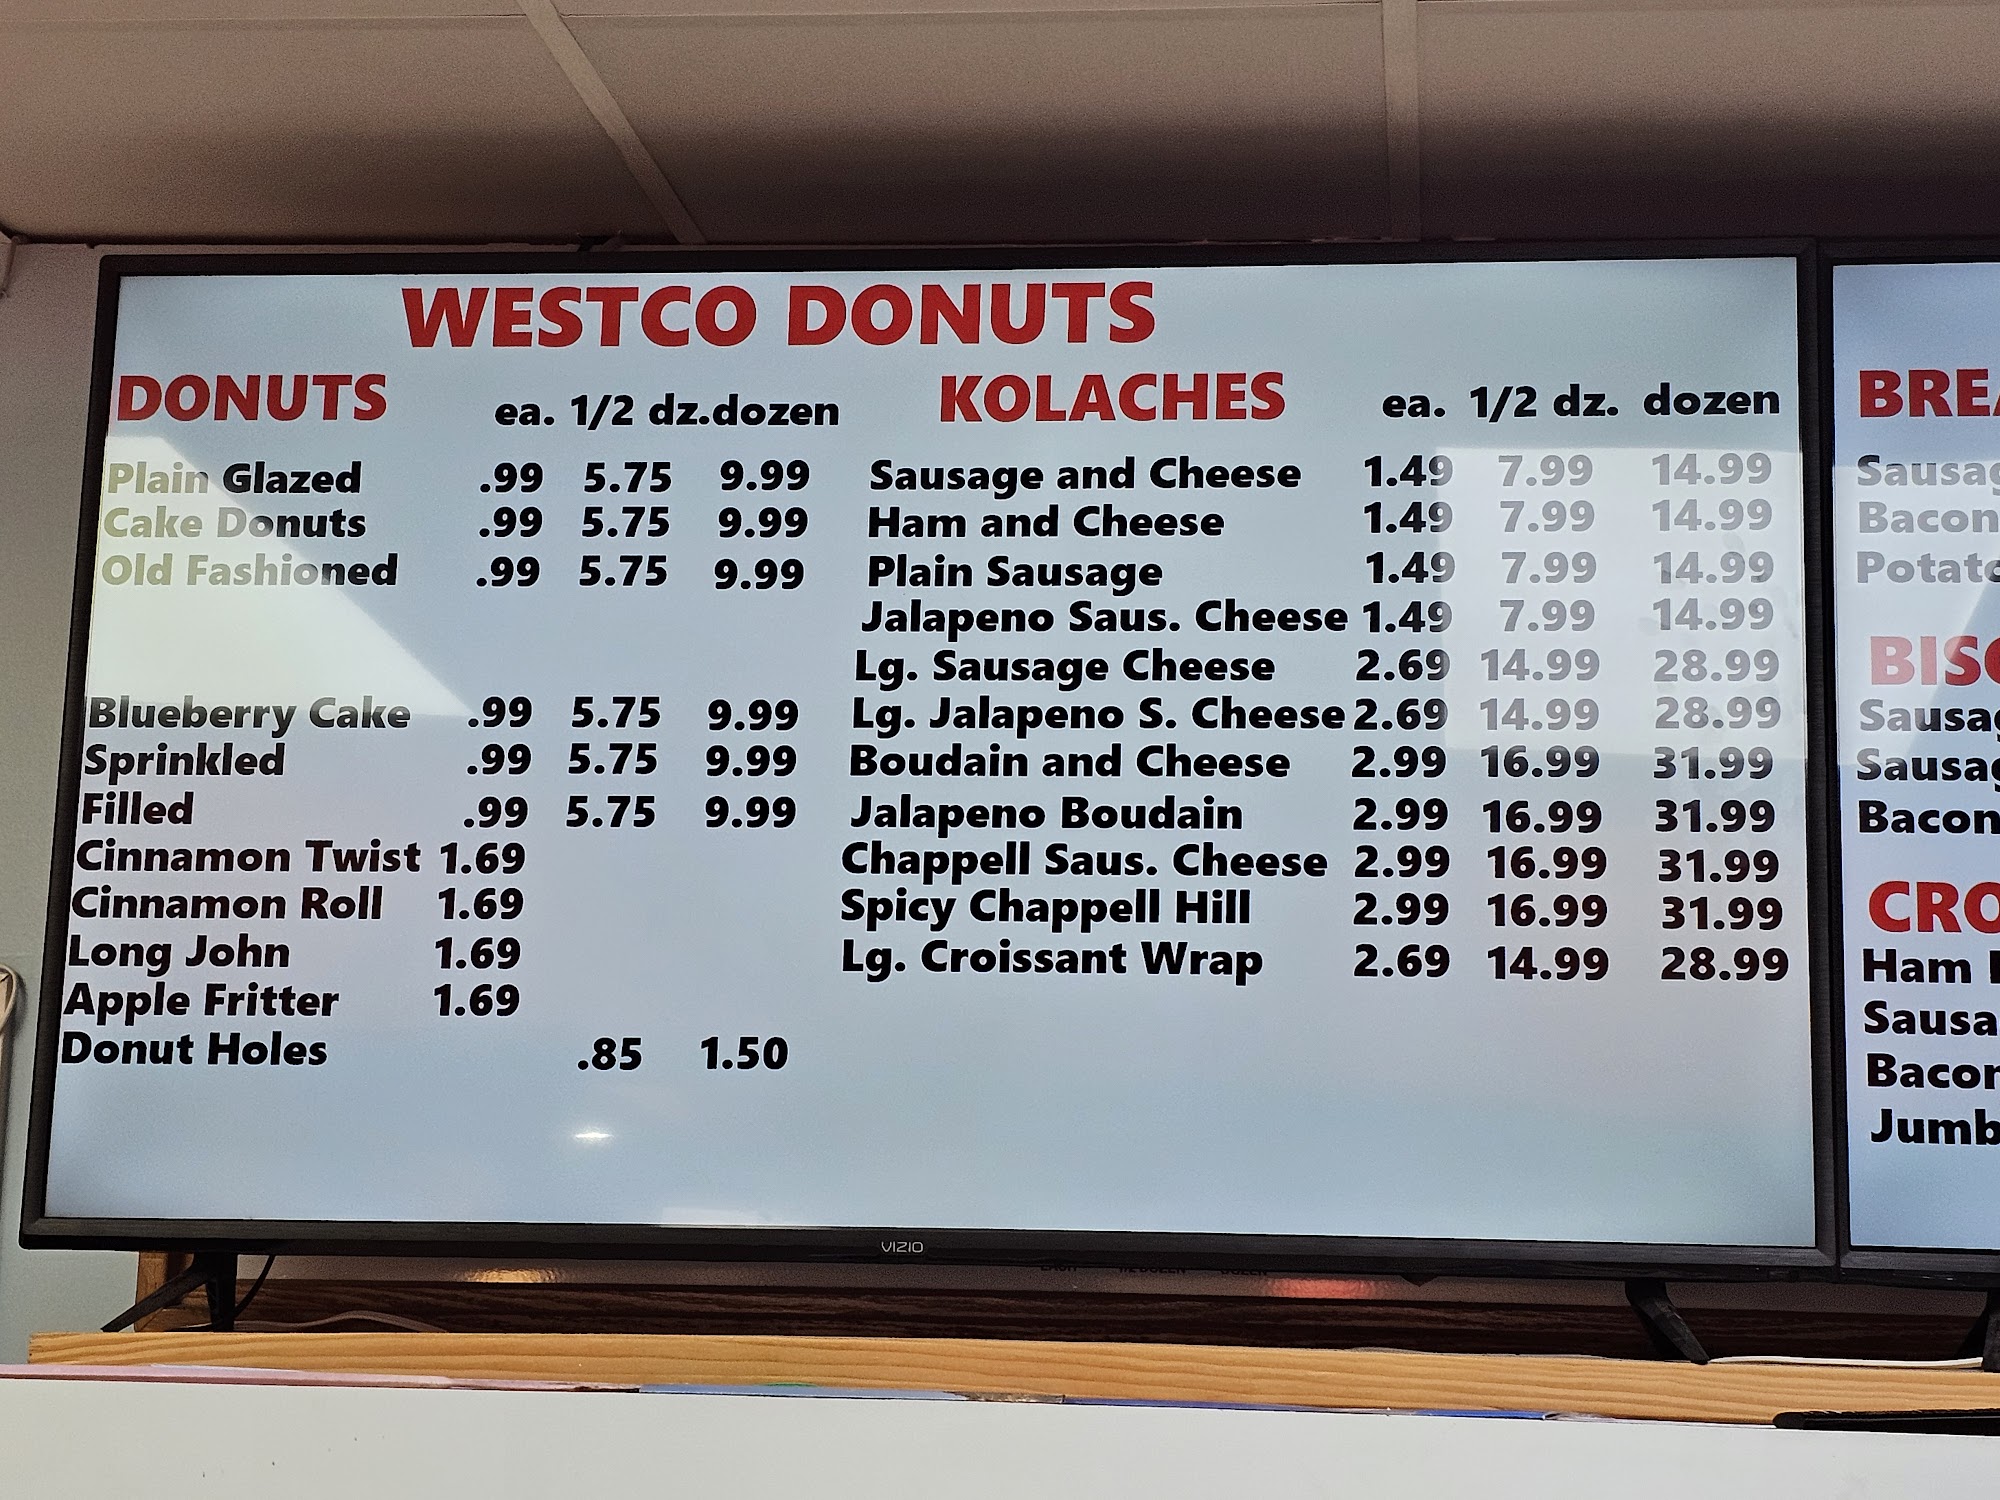 WESTCO DONUTS
DONUTS ea. 1/2 dz. dozen
Plain Glazed .99 5.75 9.99
Cake Donuts .99 5.75 9.99
Old Fashioned .99 5.75 9.99
Blueberry Cake .99 5.75 9.99
Sprinkled .99 5.75 9.99
Filled .99 5.75 9.99
Cinnamon Twist 1.69
Cinnamon Roll 1.69
Long John 1.69
Apple Fritter 1.69
Donut Holes .85 1.50
KOLACHES ea. 1/2 dz. dozen
Sausage and Cheese 1.49 7.99 14.99
Ham and Cheese 1.49 7.99 14.99
Plain Sausage 1.49 7.99 14.99
Jalapeno Saus. Cheese 1.49 7.99 14.99
Lg. Sausage Cheese 2.69 14.99 28.99
Lg. Jalapeno S. Cheese 2.69 14.99 28.99
Boudain and Cheese 2.99 16.99 31.99
Jalapeno Boudain 2.99 16.99 31.99
Chappell Saus. Cheese 2.99 16.99 31.99
Spicy Chappell Hill 2.99 16.99 31.99
Lg. Croissant Wrap 2.69 14.99 28.99
VIZIO
Bacon
Bacon
Ham
Bacon